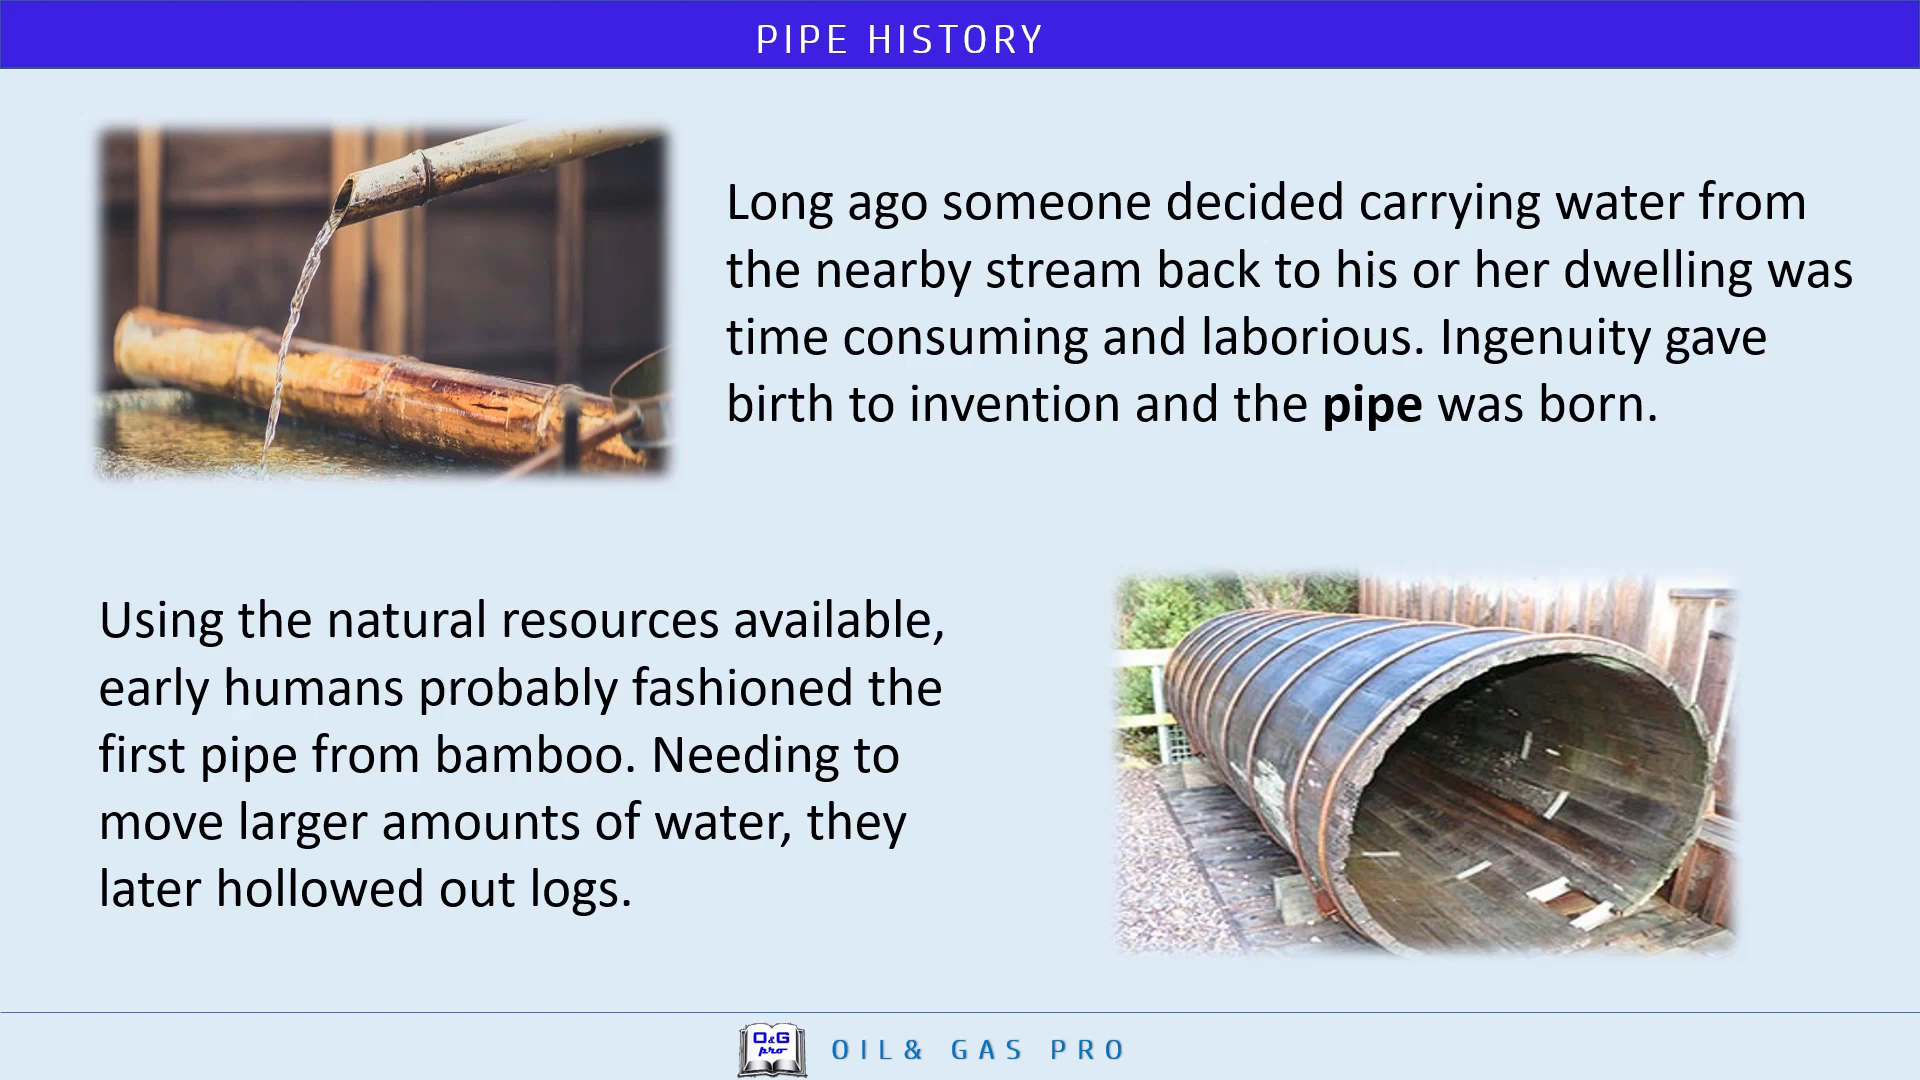 PIPE HISTORY
Long ago someone decided carrying water from
the nearby stream back to his or her dwelling was
time consuming and laborious. Ingenuity gave
birth to invention and the pipe was born.
Using the natural resources available,
early humans probably fashioned the
first pipe from bamboo. Needing to
move larger amounts of water, they
later hollowed out logs.
O&G
pro
OIL& GAS PRO